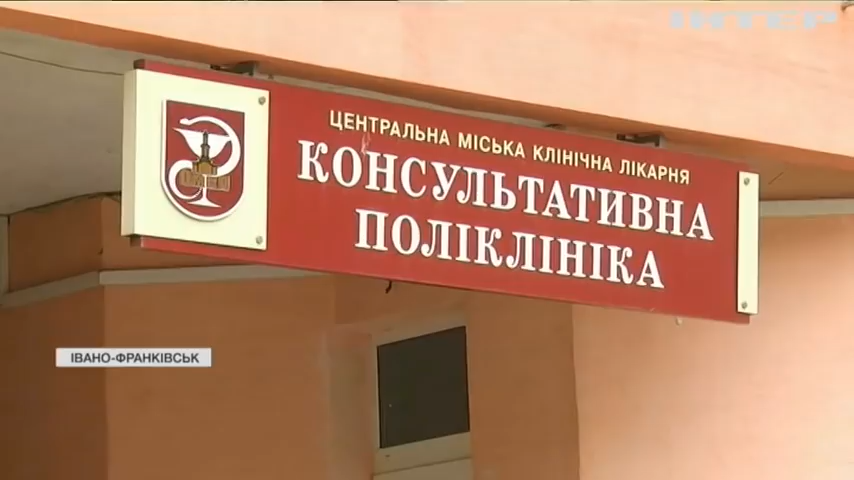 ІНТЕР
ЦЕНТРАЛЬНА МІСЬКА КЛІНІЧНА ЛІКАРНЯ
КОНСУЛЬТАТИВНА
ПОЛІКЛІНІКА
ІВАНО-ФРАНКІВСЬК